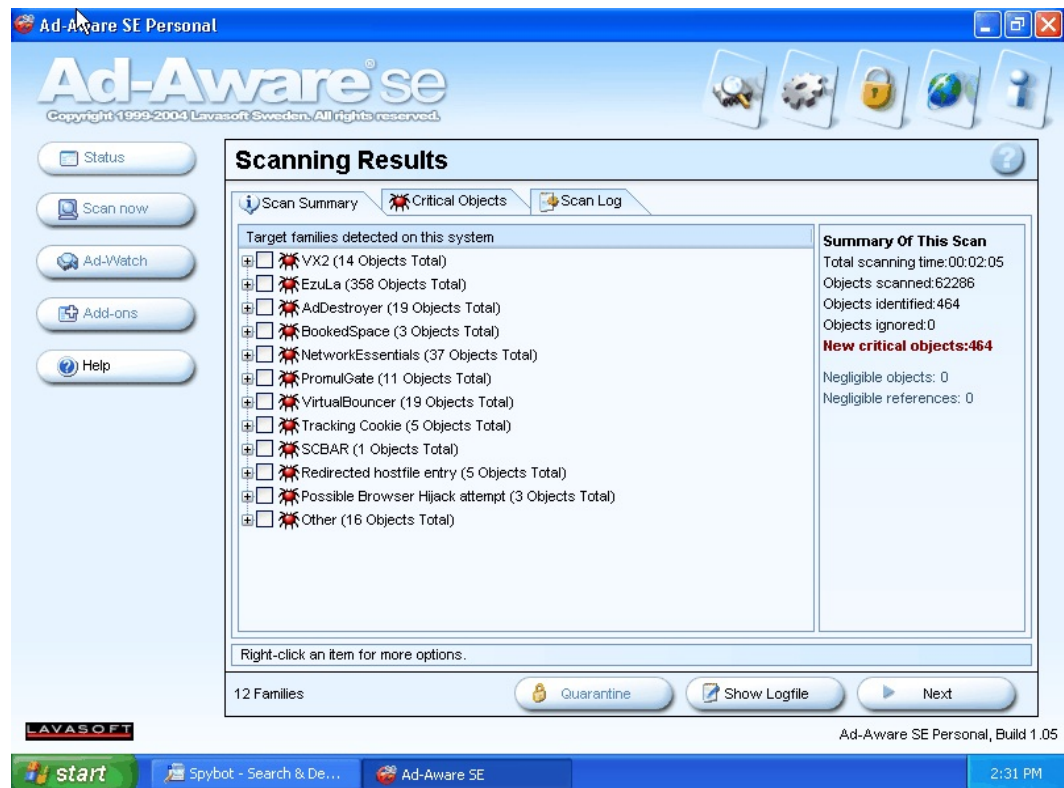 Ad-Aware SE Personal
Ad-Aware® SE
Copyright 1999-2004 Lavasoft Sweden. All rights reserved.
Status
Scan now
Ad-Watch
Add-ons
Help
Scanning Results
Scan Summary
Critical Objects
Scan Log
Target families detected on this system
VX2 (14 Objects Total)
EzuLa (358 Objects Total)
AdDestroyer (19 Objects Total)
BookedSpace (3 Objects Total)
NetworkEssentials (37 Objects Total)
PromulGate (11 Objects Total)
VirtualBouncer (19 Objects Total)
Tracking Cookie (5 Objects Total)
SCBAR (1 Objects Total)
Redirected hostfile entry (5 Objects Total)
Possible Browser Hijack attempt (3 Objects Total)
Other (16 Objects Total)
Summary Of This Scan
Total scanning time:00:02:05
Objects scanned:62286
Objects identified:464
Objects ignored:0
New critical objects:464
Negligible objects: 0
Negligible references: 0
Right-click an item for more options.
12 Families
Quarantine
Show Logfile
Next
LAVASOFT
Ad-Aware SE Personal, Build 1.05
start
Spybot - Search & De...
Ad-Aware SE
2:31 PM